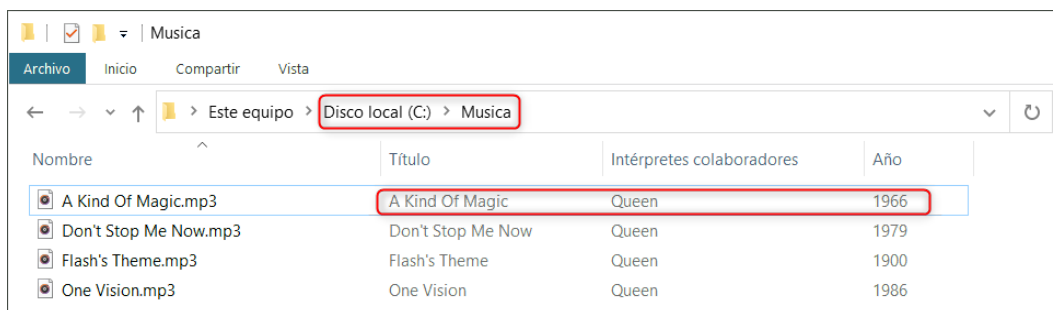 Musica
Archivo Inicio Compartir Vista
Este equipo > Disco local (C:) > Musica
Nombre Título Intérpretes colaboradores Año
A Kind Of Magic.mp3 A Kind Of Magic Queen 1966
Don't Stop Me Now.mp3 Don't Stop Me Now Queen 1979
Flash's Theme.mp3 Flash's Theme Queen 1900
One Vision.mp3 One Vision Queen 1986